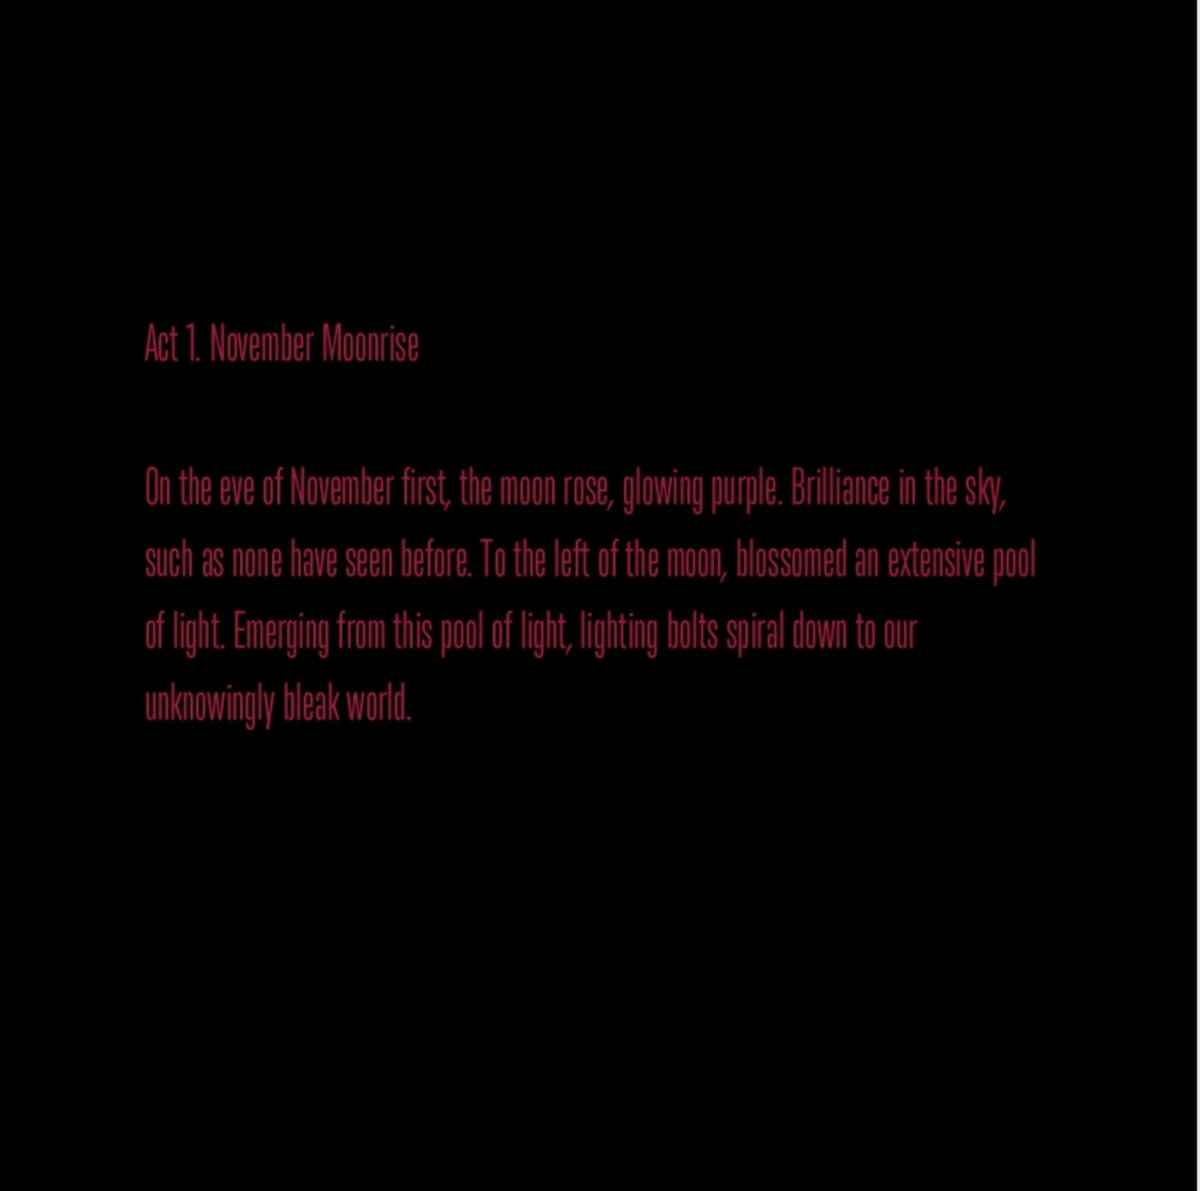 Act 1. November Moonrise
On the eve of November first, the moon rose, glowing purple. Brilliance in the sky,
such as none have seen before. To the left of the moon, blossomed an extensive pool
of light. Emerging from this pool of light, lighting bolts spiral down to our
unknowingly bleak world.